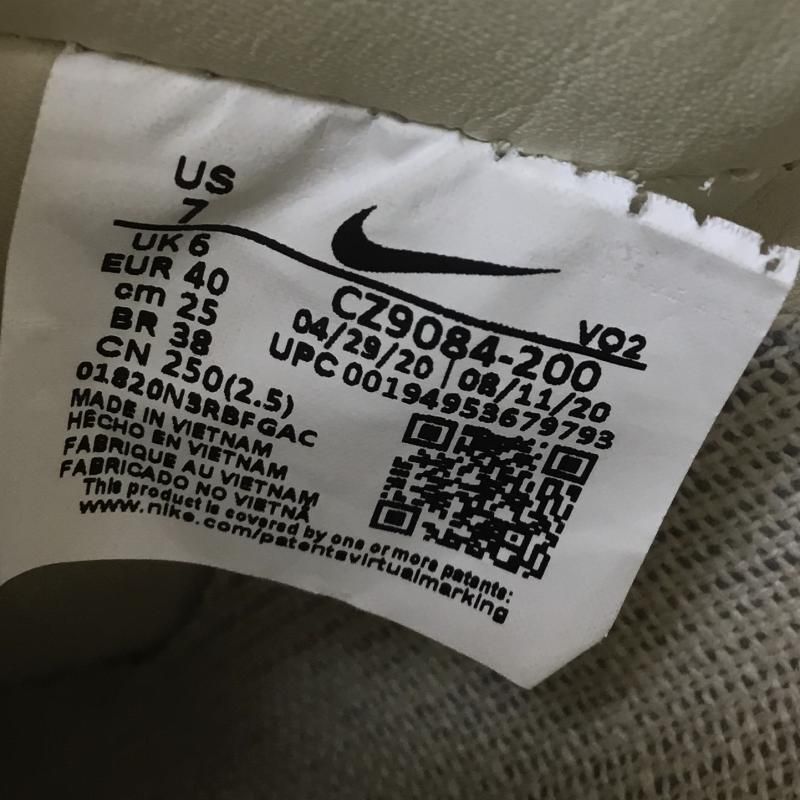 US
7
UK 6
EUR 40
cm 25
BR 38
CN 250(2.5)
01820N3RBFGAC
MADE IN VIETNAM
HECHO EN VIETNAM
FABRIQUE AU VIETNAM
FABRICADO NO VIETNÃ
This product is covered by one or more patents:
www.nike.com/patentsvirtualmarking
VO2
CZ9084-200
04/29/20 | 08/11/20
UPC 00194953679793